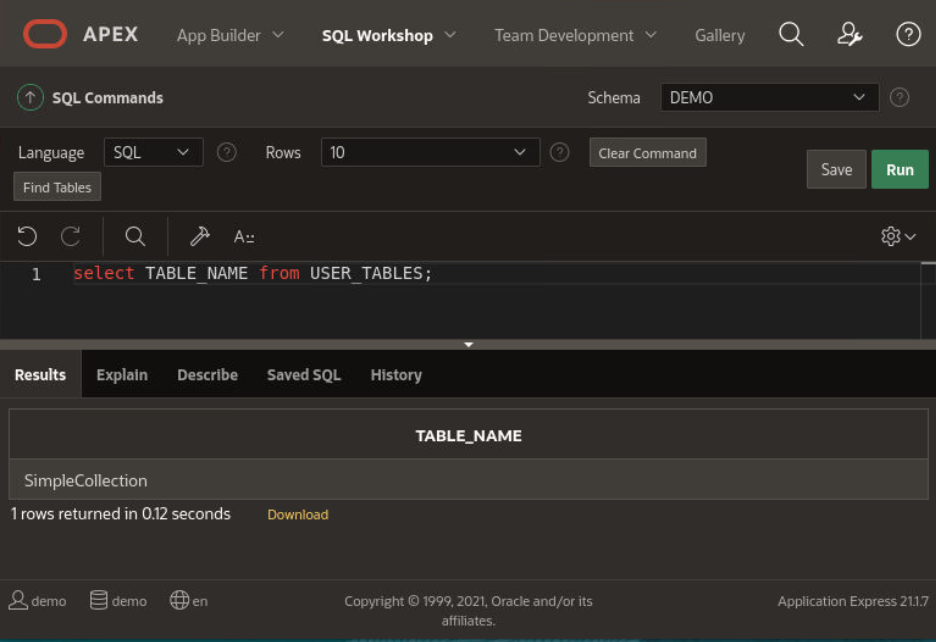 APEX App Builder SQL Workshop Team Development Gallery ?
SQL Commands Schema DEMO ?
Language SQL ? Rows 10 ? Clear Command Save Run
Find Tables
A::
1 select TABLE_NAME from USER_TABLES;
Results Explain Describe Saved SQL History
TABLE_NAME
SimpleCollection
1 rows returned in 0.12 seconds Download
demo demo en Copyright © 1999, 2021, Oracle and/or its Application Express 21.1.7
affiliates.